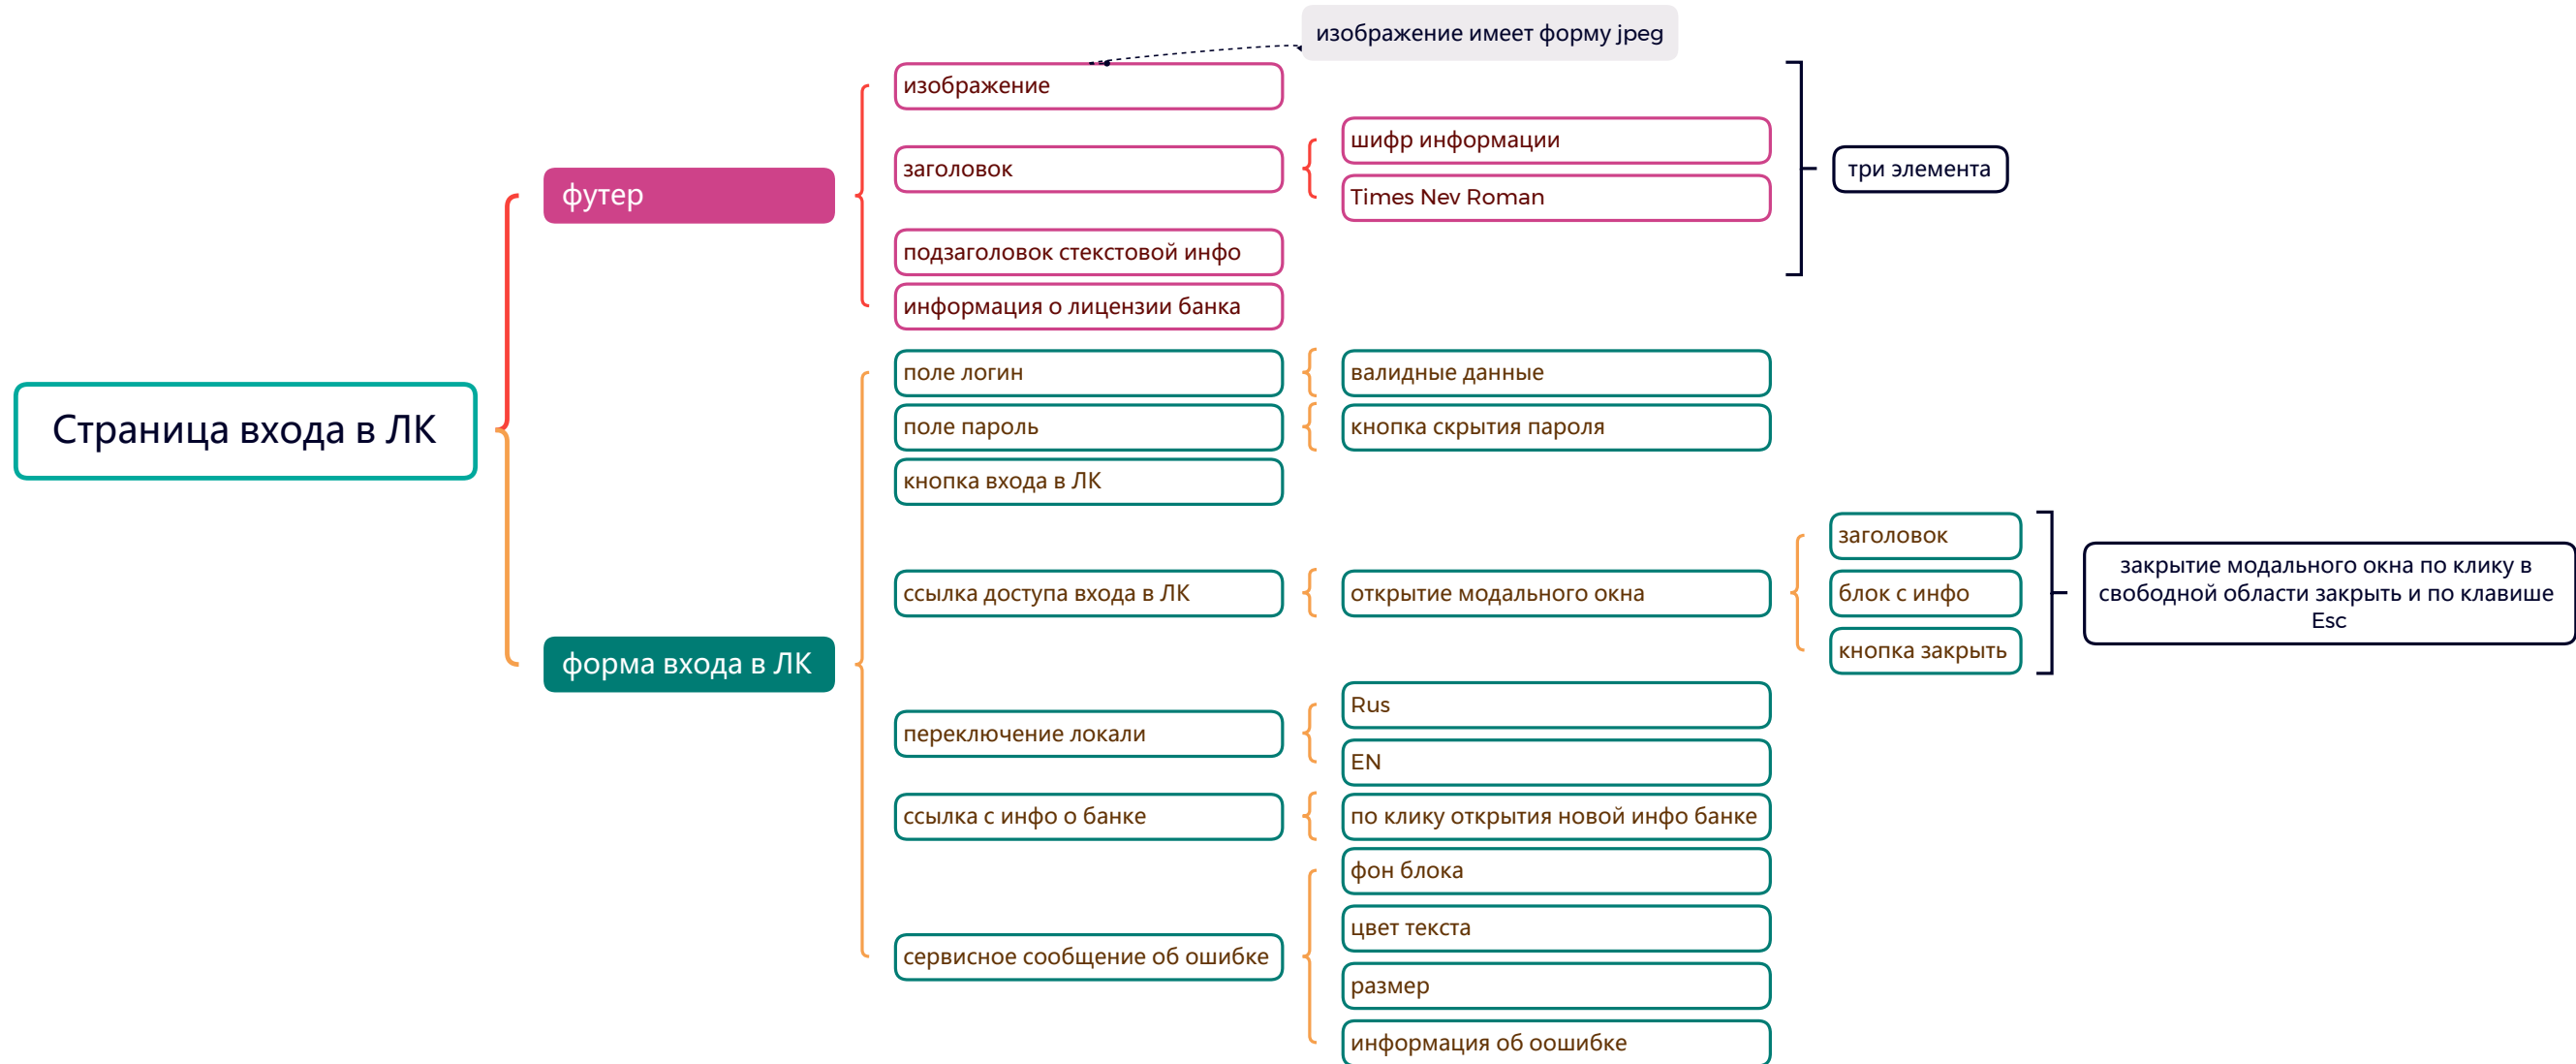 изображение имеет форму jpeg
изображение
шифр информации
заголовок
три элемента
Times Nev Roman
футер
подзаголовок стекстовой инфо
информация о лицензии банка
поле логин
валидные данные
поле пароль
кнопка скрытия пароля
Страница входа в ЛК
кнопка входа в ЛК
заголовок
ссылка доступа входа в ЛК
открытие модального окна
блок с инфо
закрытие модального окна по клику в
свободной области закрыть и по клавише
Esc
кнопка закрыть
форма входа в ЛК
Rus
переключение локали
EN
ссылка с инфо о банке
по клику открытия новой инфо банке
фон блока
цвет текста
сервисное сообщение об ошибке
размер
информация об оошибке